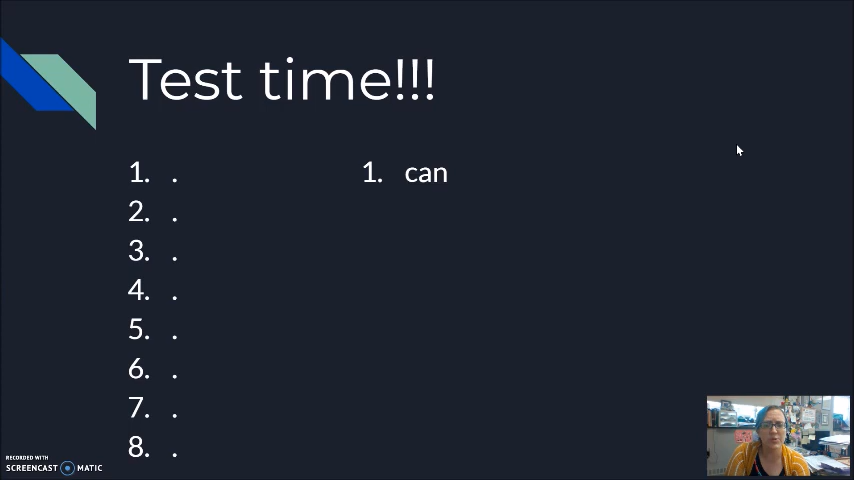 Test time!!!
1. .
2. .
3. .
4. .
5. .
6. .
7. .
8. .
1. can
RECORDED WITH
SCREENCAST MATIC